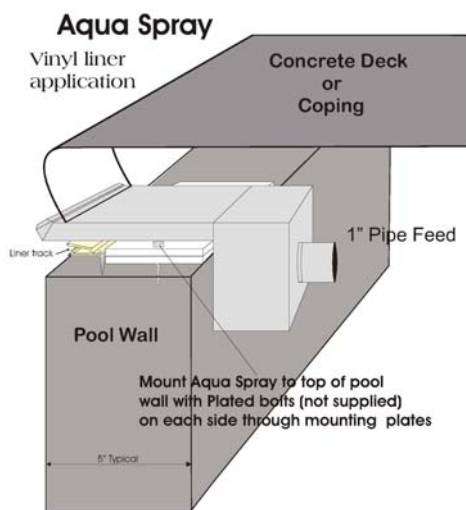 Aqua Spray
Vinyl liner
application
Concrete Deck
or
Coping
1" Pipe Feed
Liner track
Pool Wall
Mount Aqua Spray to top of pool
wall with Plated bolts (not supplied)
on each side through mounting plates
5" Typical